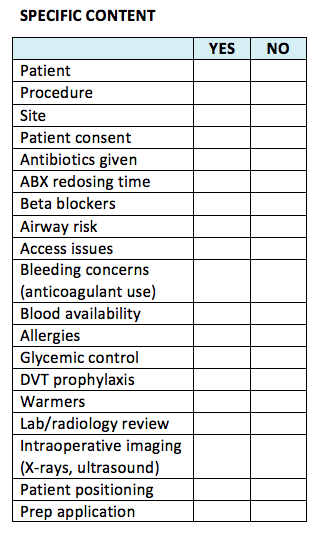 SPECIFIC CONTENT
YES NO
Patient
Procedure
Site
Patient consent
Antibiotics given
ABX redosing time
Beta blockers
Airway risk
Access issues
Bleeding concerns
(anticoagulant use)
Blood availability
Allergies
Glycemic control
DVT prophylaxis
Warmers
Lab/radiology review
Intraoperative imaging
(X-rays, ultrasound)
Patient positioning
Prep application